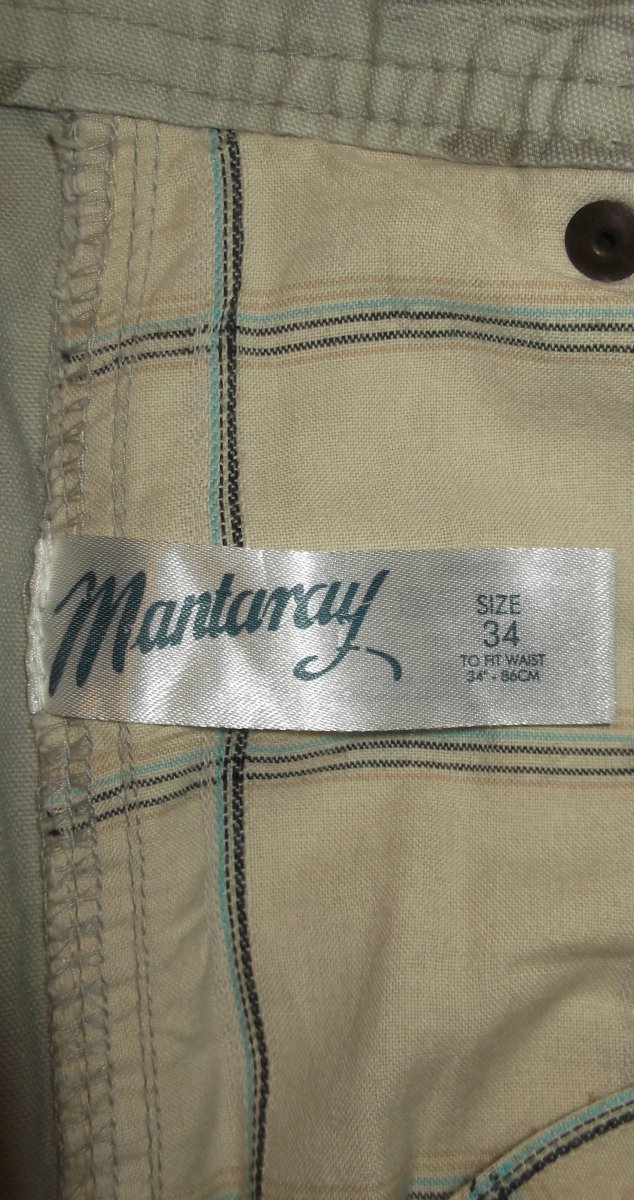 Mantaray
SIZE
34
TO FIT WAIST
34" - 86CM